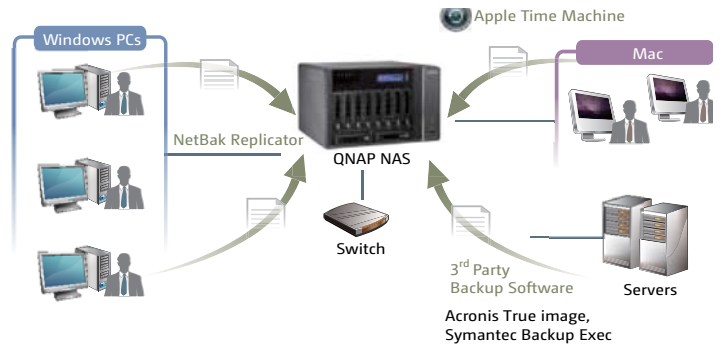 Apple Time Machine
Windows PCs
Mac
NetBak Replicator
QNAP NAS
Switch
3rd Party
Backup Software
Servers
Acronis True image,
Symantec Backup Exec